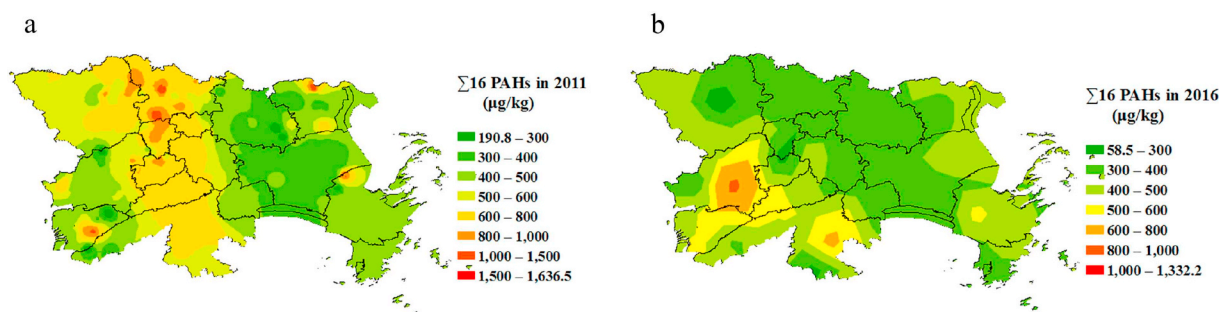 a
∑16 PAHs in 2011
(µg/kg)
190.8 – 300
300 – 400
400 – 500
500 – 600
600 – 800
800 – 1,000
1,000 – 1,500
1,500 – 1,636.5
b
∑16 PAHs in 2016
(µg/kg)
58.5 – 300
300 – 400
400 – 500
500 – 600
600 – 800
800 – 1,000
1,000 – 1,332.2